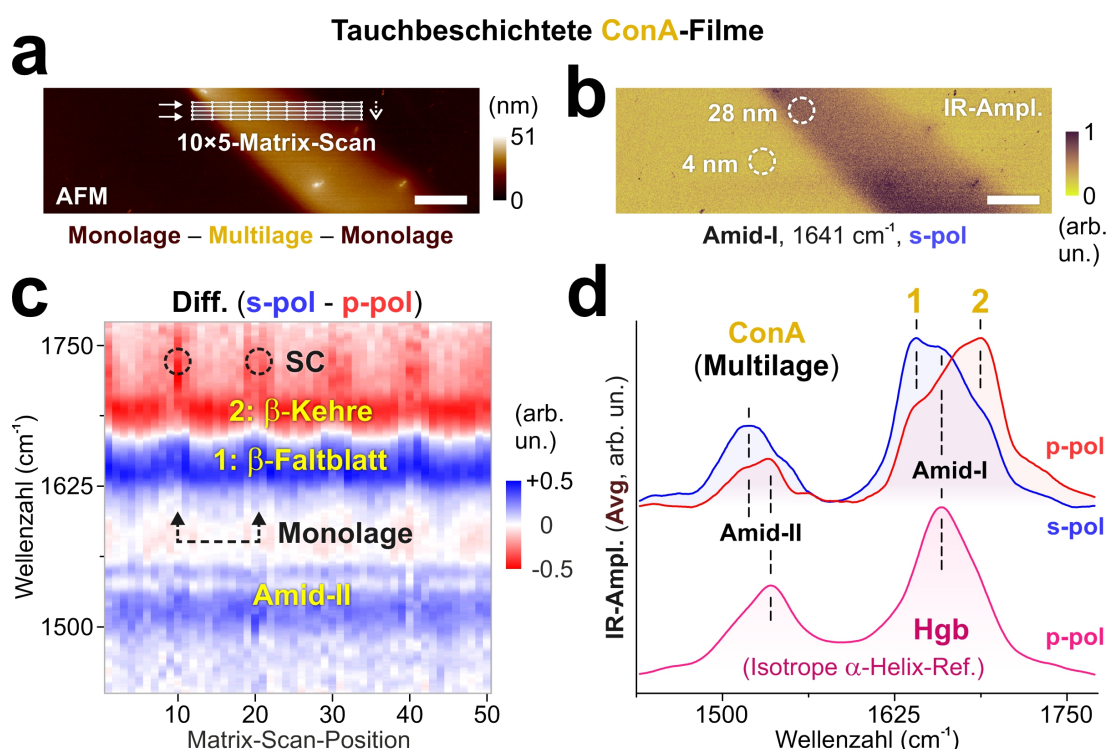 Tauchbeschichtete ConA-Filme
a
10×5-Matrix-Scan
AFM
(nm)
51
0
Monolage – Multilage – Monolage
b
28 nm
4 nm
IR-Ampl.
1
0
(arb.
un.)
Amid-I, 1641 cm⁻¹, s-pol
c
Diff. (s-pol - p-pol)
SC
2: β-Kehre
1: β-Faltblatt
Monolage
Amid-II
1750
1625
1500
Wellenzahl (cm⁻¹)
10
20
30
40
50
Matrix-Scan-Position
(arb.
un.)
+0.5
0
-0.5
d
1
2
ConA
(Multilage)
Amid-I
Amid-II
p-pol
s-pol
Hgb
(Isotrope α-Helix-Ref.)
p-pol
IR-Ampl. (Avg, arb. un.)
1500
1625
1750
Wellenzahl (cm⁻¹)